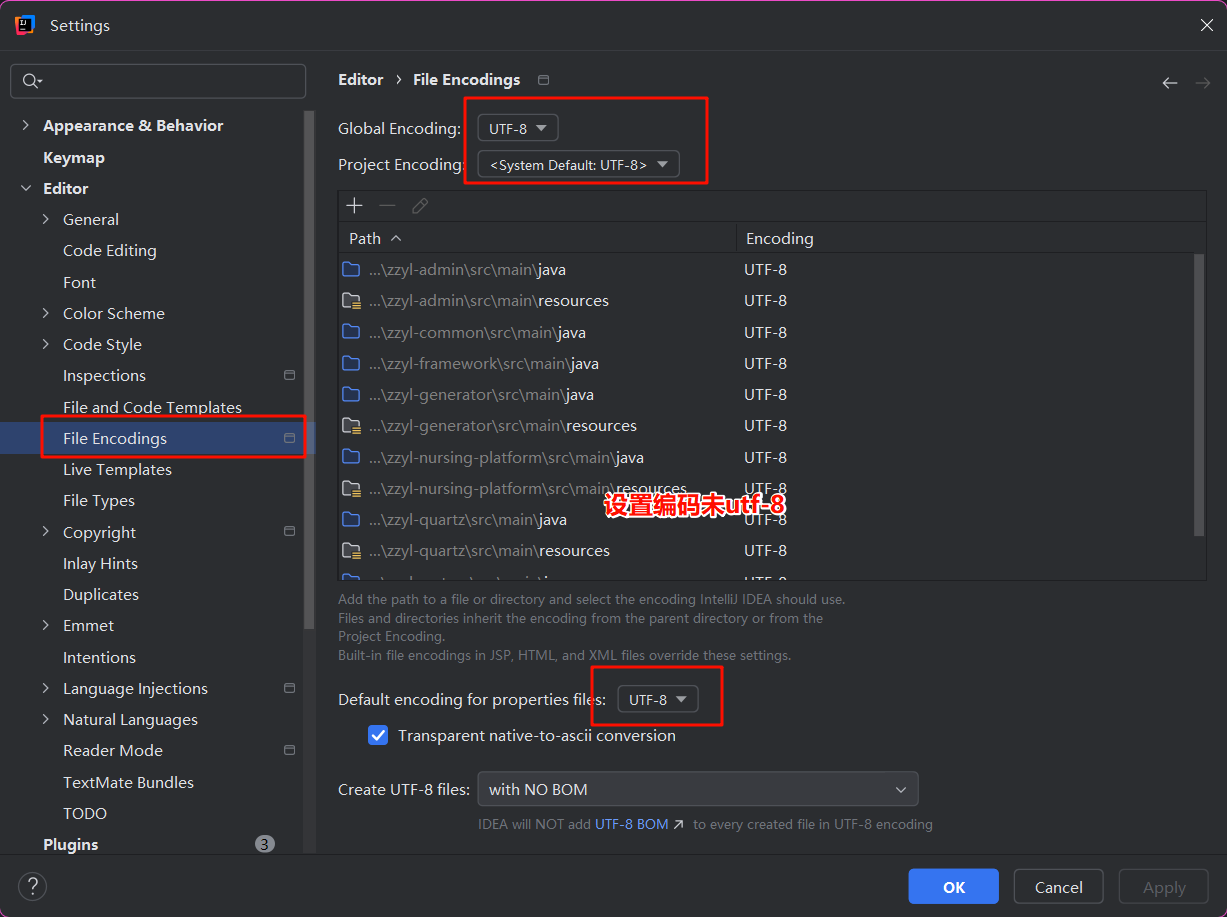 Settings
Editor › File Encodings
Appearance & Behavior
Keymap
Editor
General
Code Editing
Font
Color Scheme
Code Style
Inspections
File and Code Templates
File Encodings
Live Templates
File Types
Copyright
Inlay Hints
Duplicates
Emmet
Intentions
Language Injections
Natural Languages
Reader Mode
TextMate Bundles
TODO
Plugins 3
Global Encoding: UTF-8
Project Encoding: <System Default: UTF-8>
Path Encoding
...\zzyl-admin\src\main\java UTF-8
...\zzyl-admin\src\main\resources UTF-8
...\zzyl-common\src\main\java UTF-8
...\zzyl-framework\src\main\java UTF-8
...\zzyl-generator\src\main\java UTF-8
...\zzyl-generator\src\main\resources UTF-8
...\zzyl-nursing-platform\src\main\java UTF-8
...\zzyl-nursing-platform\src\main\resources UTF-8
设置编码未utf-8
...\zzyl-quartz\src\main\java UTF-8
...\zzyl-quartz\src\main\resources UTF-8
Add the path to a file or directory and select the encoding IntelliJ IDEA should use.
Files and directories inherit the encoding from the parent directory or from the
Project Encoding.
Built-in file encodings in JSP, HTML, and XML files override these settings.
Default encoding for properties files: UTF-8
Transparent native-to-ascii conversion
Create UTF-8 files: with NO BOM
IDEA will NOT add UTF-8 BOM ↗ to every created file in UTF-8 encoding
?
OK Cancel Apply